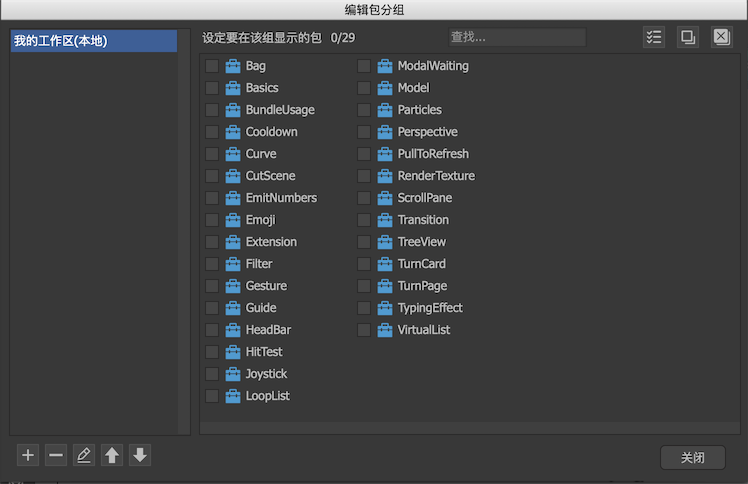 编辑包分组
我的工作区(本地)
设定要在该组显示的包 0/29
查找...
Bag
Basics
BundleUsage
Cooldown
Curve
CutScene
EmitNumbers
Emoji
Extension
Filter
Gesture
Guide
HeadBar
HitTest
Joystick
LoopList
ModalWaiting
Model
Particles
Perspective
PullToRefresh
RenderTexture
ScrollPane
Transition
TreeView
TurnCard
TurnPage
TypingEffect
VirtualList
关闭